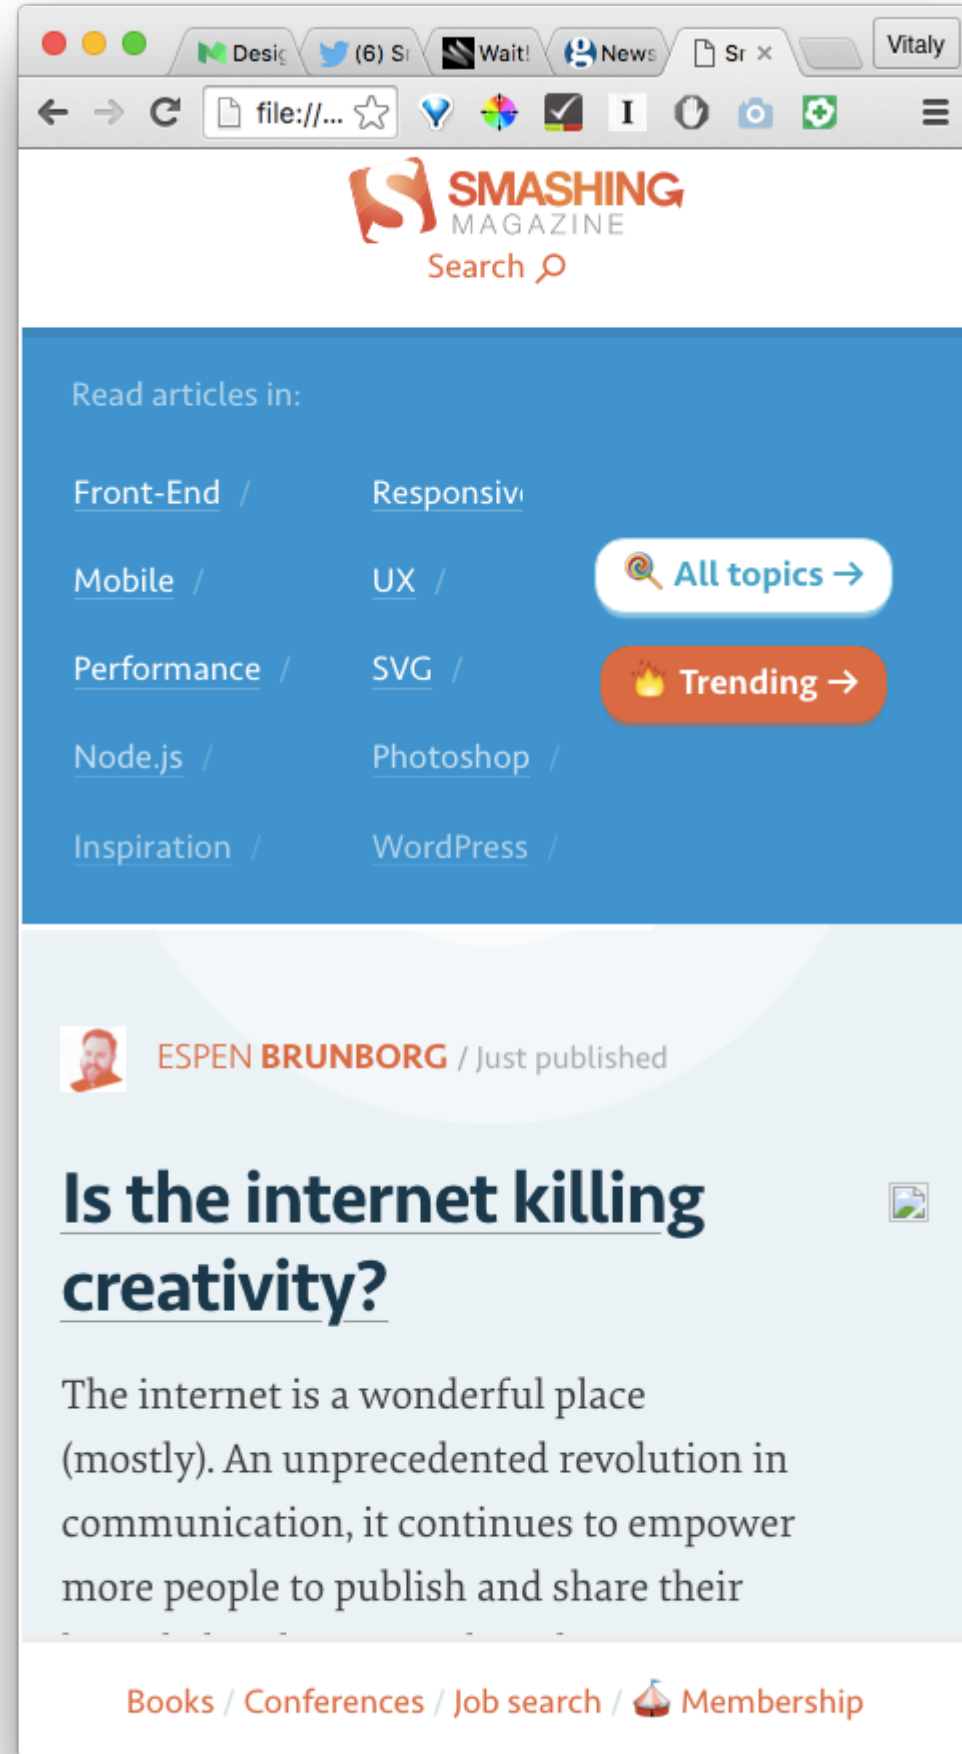 Desig
(6) S
Wait!
News
Sr
Vitaly
file://...
SMASHING
MAGAZINE
Search
Read articles in:
Front-End / Responsiv
Mobile / UX /
All topics →
Performance / SVG /
Trending →
Node.js / Photoshop /
Inspiration / WordPress /
ESPEN BRUNBORG / Just published
Is the internet killing
creativity?
The internet is a wonderful place
(mostly). An unprecedented revolution in
communication, it continues to empower
more people to publish and share their
Books / Conferences / Job search / Membership